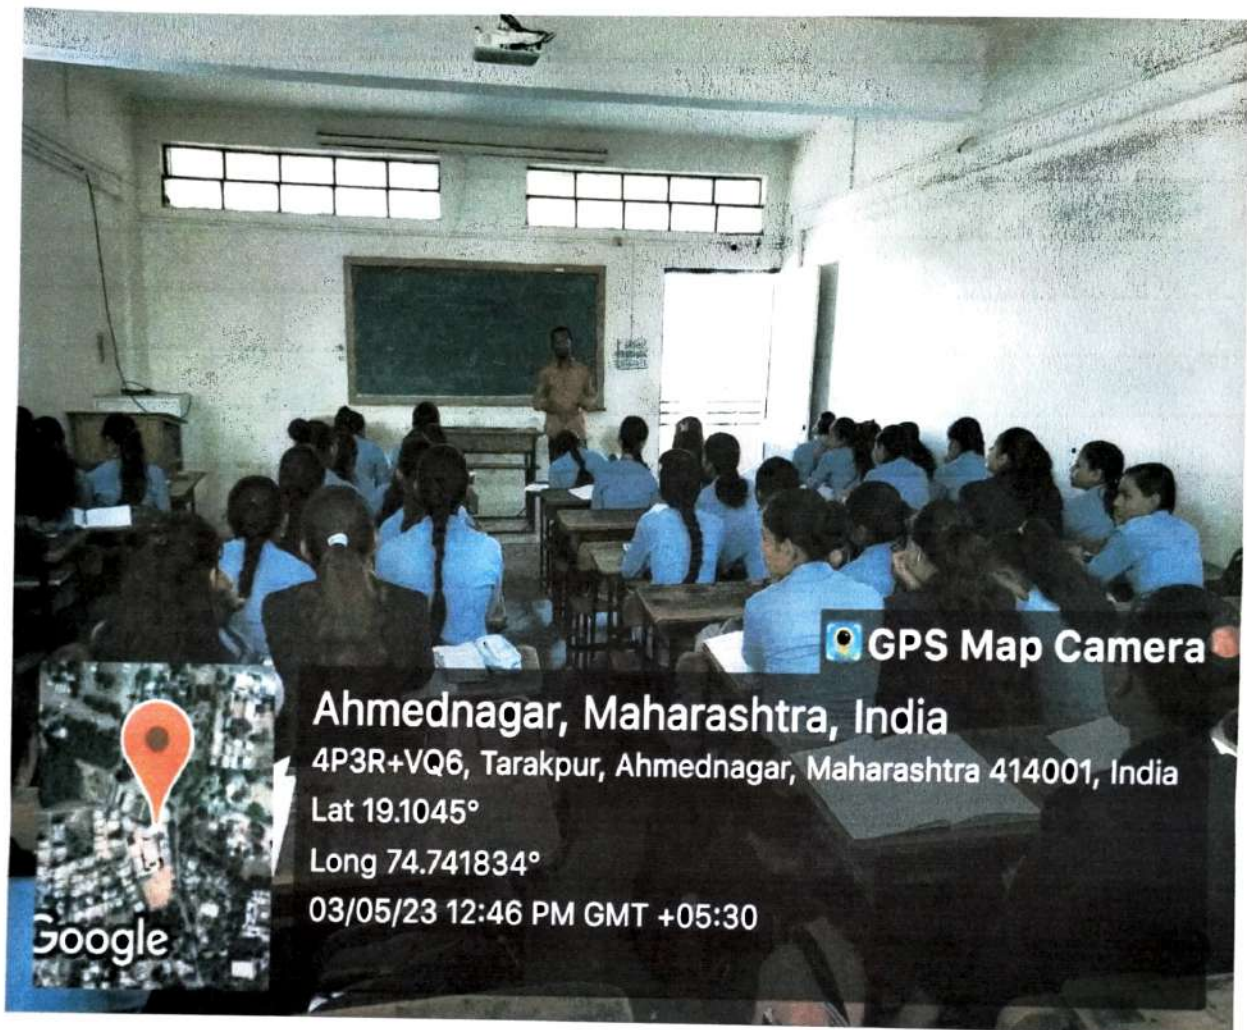 GPS Map Camera
Ahmednagar, Maharashtra, India
4P3R+VQ6, Tarakpur, Ahmednagar, Maharashtra 414001, India
Lat 19.1045°
Long 74.741834°
03/05/23 12:46 PM GMT +05:30
Google